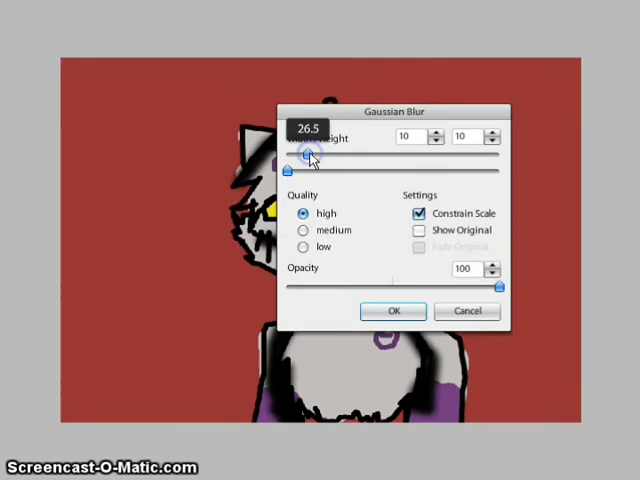 Gaussian Blur
26.5
height
10 10
Quality
Settings
high
Constrain Scale
medium
Show Original
low
Fade Original
Opacity
100
OK
Cancel
Screencast-O-Matic.com